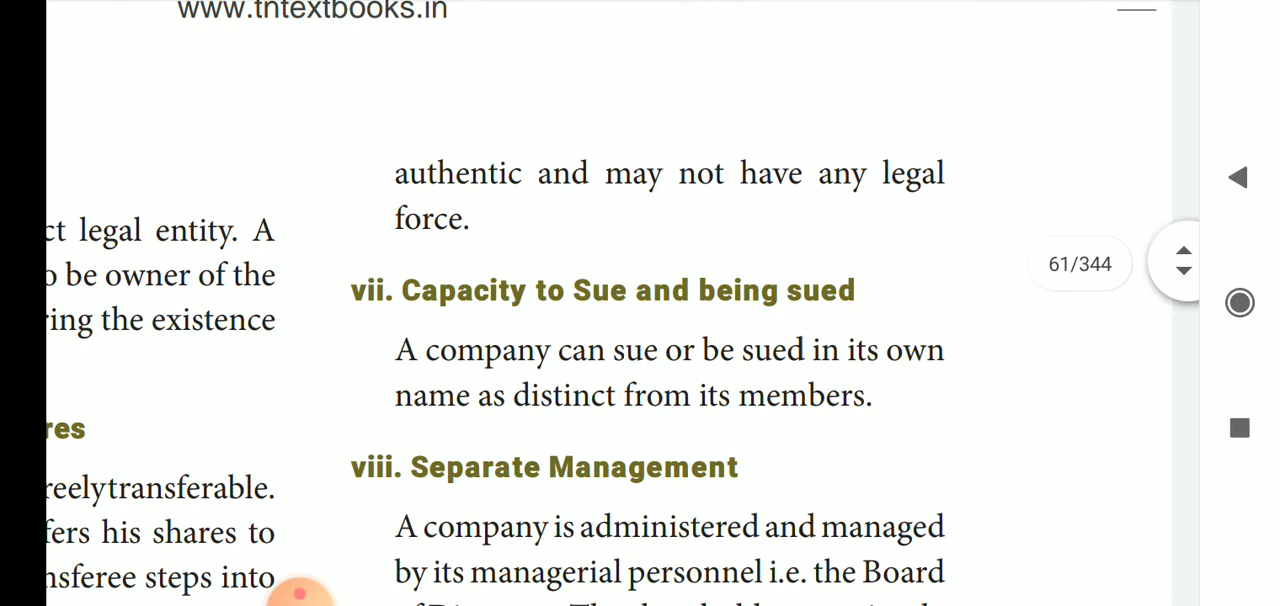 www.tntextbooks.in
ct legal entity. A
o be owner of the
ring the existence
res
reelytransferable.
fers his shares to
nsferee steps into
authentic and may not have any legal
force.
vii. Capacity to Sue and being sued
A company can sue or be sued in its own
name as distinct from its members.
viii. Separate Management
A company is administered and managed
by its managerial personnel i.e. the Board
61/344